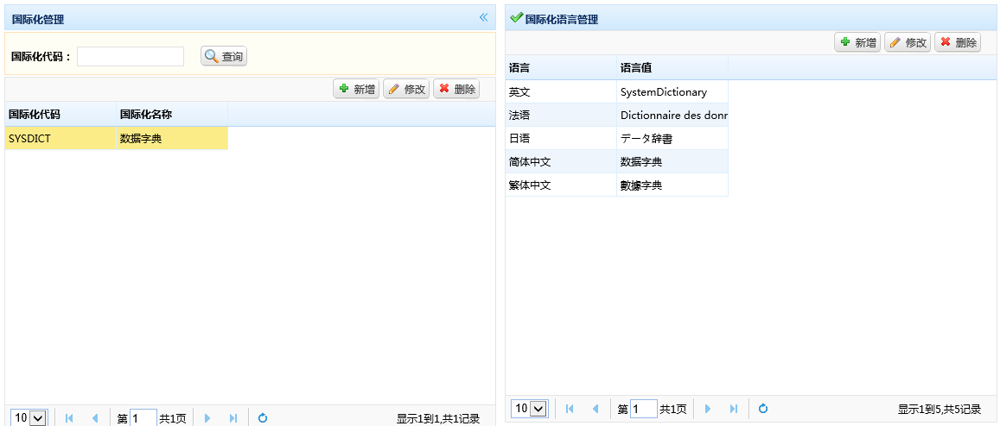 国际化管理
国际化代码： 查询
新增 修改 删除
国际化代码 国际化名称
SYSDICT 数据字典
10 第 1 共1页 显示1到1,共1记录
国际化语言管理
新增 修改 删除
语言 语言值
英文 SystemDictionary
法语 Dictionnaire des donr
日语 データ辞書
简体中文 数据字典
繁体中文 數據字典
10 第 1 共1页 显示1到5,共5记录